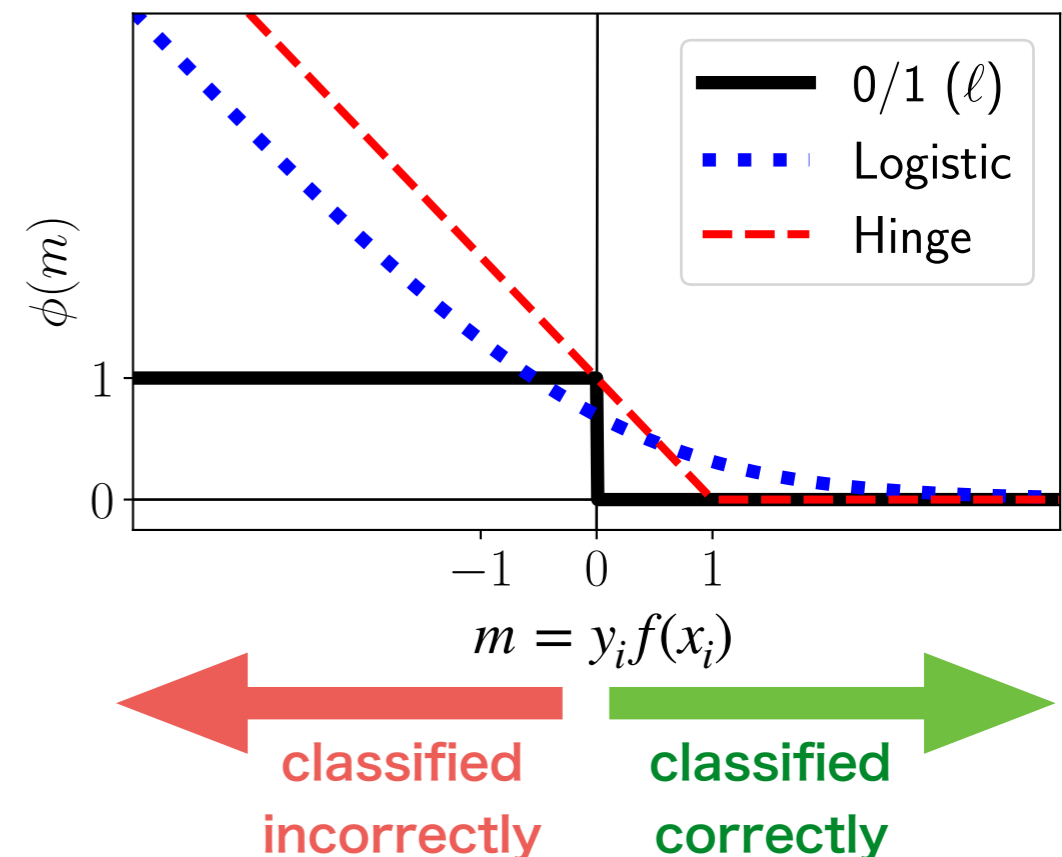 0/1 (ℓ)
Logistic
Hinge
ϕ(m)
1
0
−1 0 1
m = yᵢf(xᵢ)
classified
incorrectly
classified
correctly